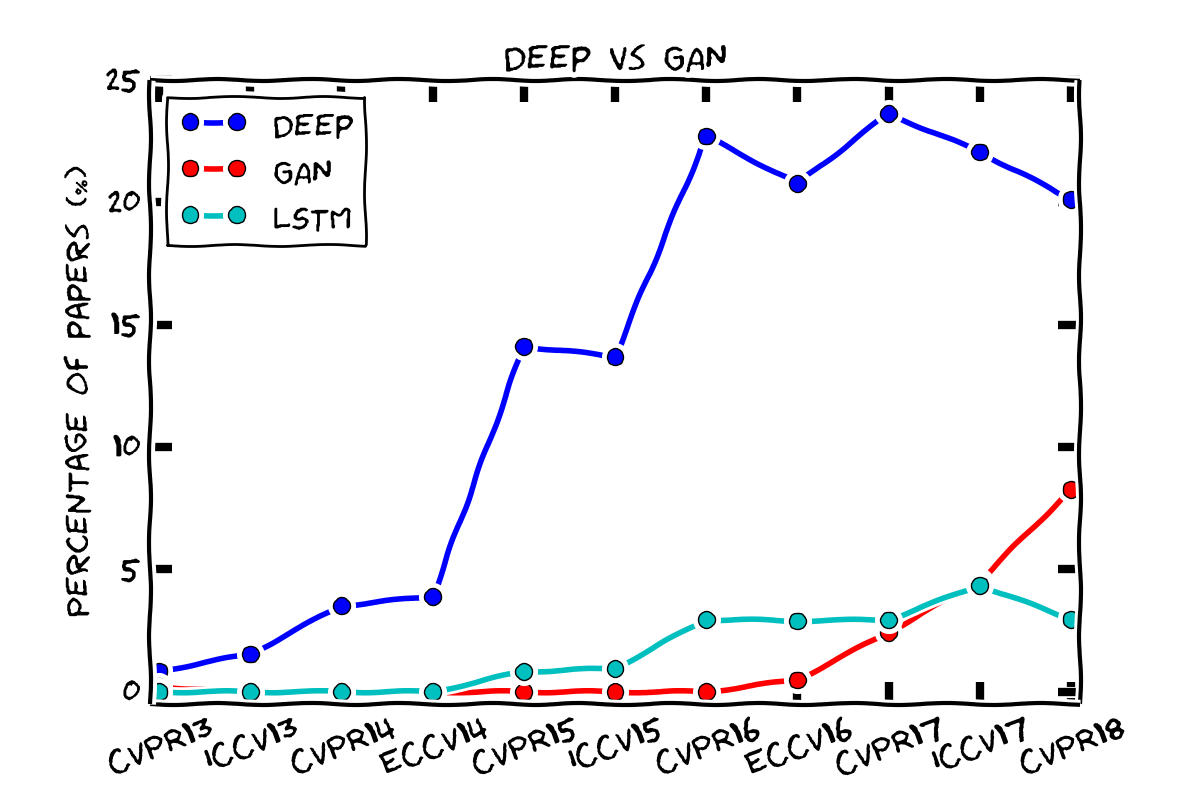 DEEP VS GAN
DEEP
GAN
LSTM
PERCENTAGE OF PAPERS (%)
25
20
15
10
5
0
CVPR13
ICCV13
CVPR14
ECCV14
CVPR15
ICCV15
CVPR16
ECCV16
CVPR17
ICCV17
CVPR18